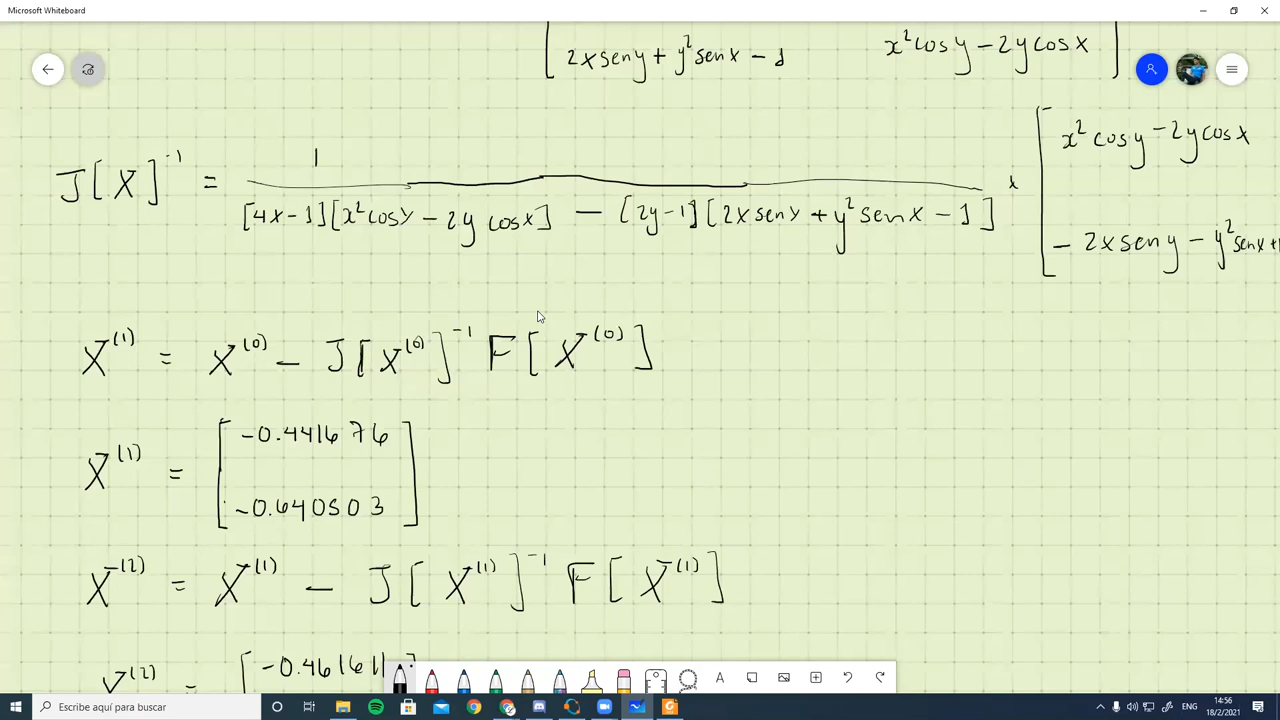 Microsoft Whiteboard
2x sen y + y² sen x - 1 x² cos y - 2y cos x
J[X]⁻¹ = 1 / [4x-1][x² cos y - 2y cos x] - [2y-1][2x sen y + y² sen x - 1] x
x² cos y - 2y cos x
- 2x sen y - y² sen x +
X⁽¹⁾ = X⁽⁰⁾ - J[X⁽⁰⁾]⁻¹ F[X⁽⁰⁾]
X⁽¹⁾ = [-0.441676
-0.640503]
X⁽²⁾ = X⁽¹⁾ - J[X⁽¹⁾]⁻¹ F[X⁽¹⁾]
X⁽²⁾ = [-0.461611
A
Escribe aquí para buscar
14:56
18/2/2021